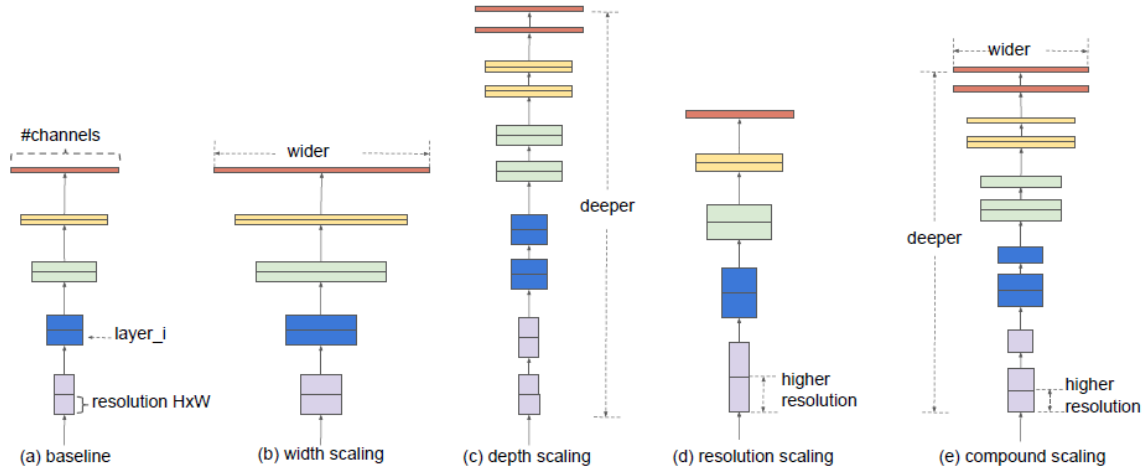 #channels
layer_i
resolution HxW
(a) baseline
wider
(b) width scaling
deeper
(c) depth scaling
higher
resolution
(d) resolution scaling
wider
deeper
higher
resolution
(e) compound scaling